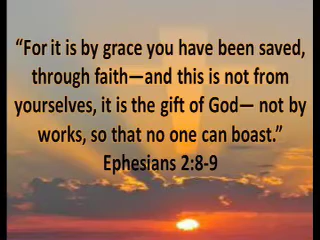 “For it is by grace you have been saved,
through faith—and this is not from
yourselves, it is the gift of God— not by
works, so that no one can boast.”
Ephesians 2:8-9